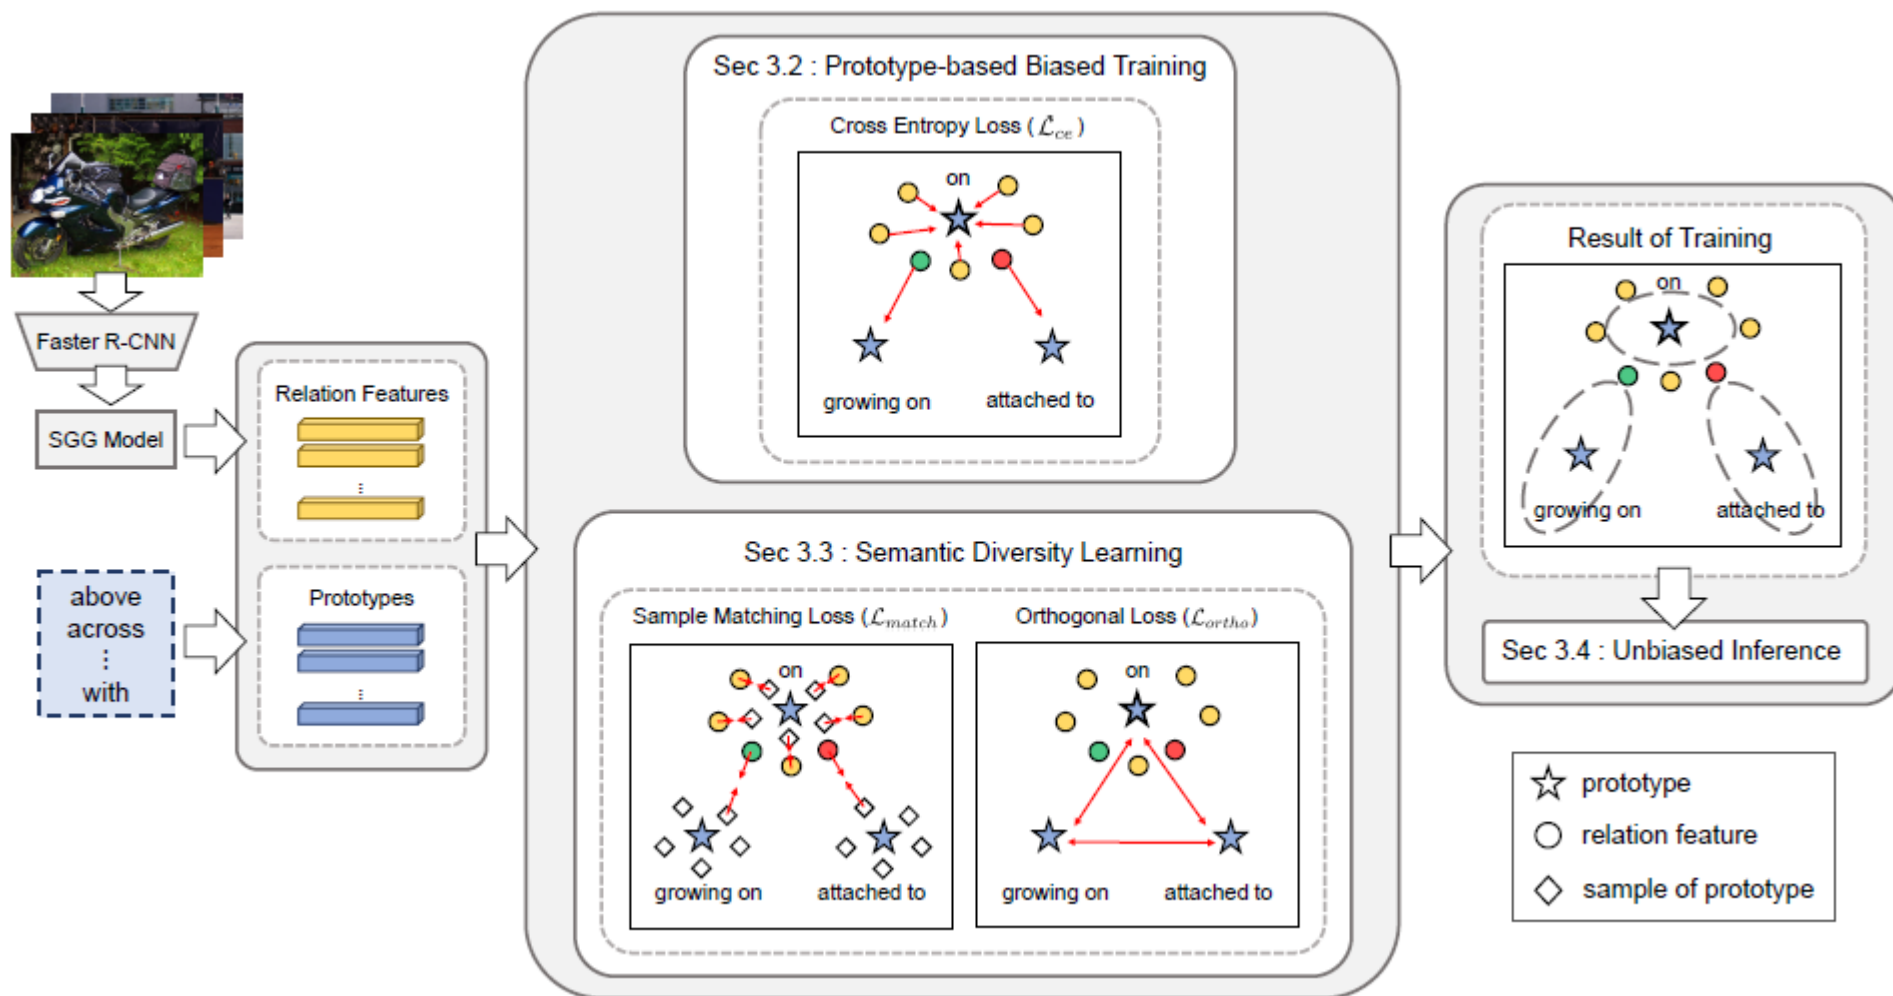 Faster R-CNN
SGG Model
above
across
⋮
with
Relation Features
...
Prototypes
...
Sec 3.2 : Prototype-based Biased Training
Cross Entropy Loss (ℒce)
on
growing on
attached to
Sec 3.3 : Semantic Diversity Learning
Sample Matching Loss (ℒmatch)
on
growing on
attached to
Orthogonal Loss (ℒortho)
on
growing on
attached to
Result of Training
on
growing on
attached to
Sec 3.4 : Unbiased Inference
prototype
relation feature
sample of prototype